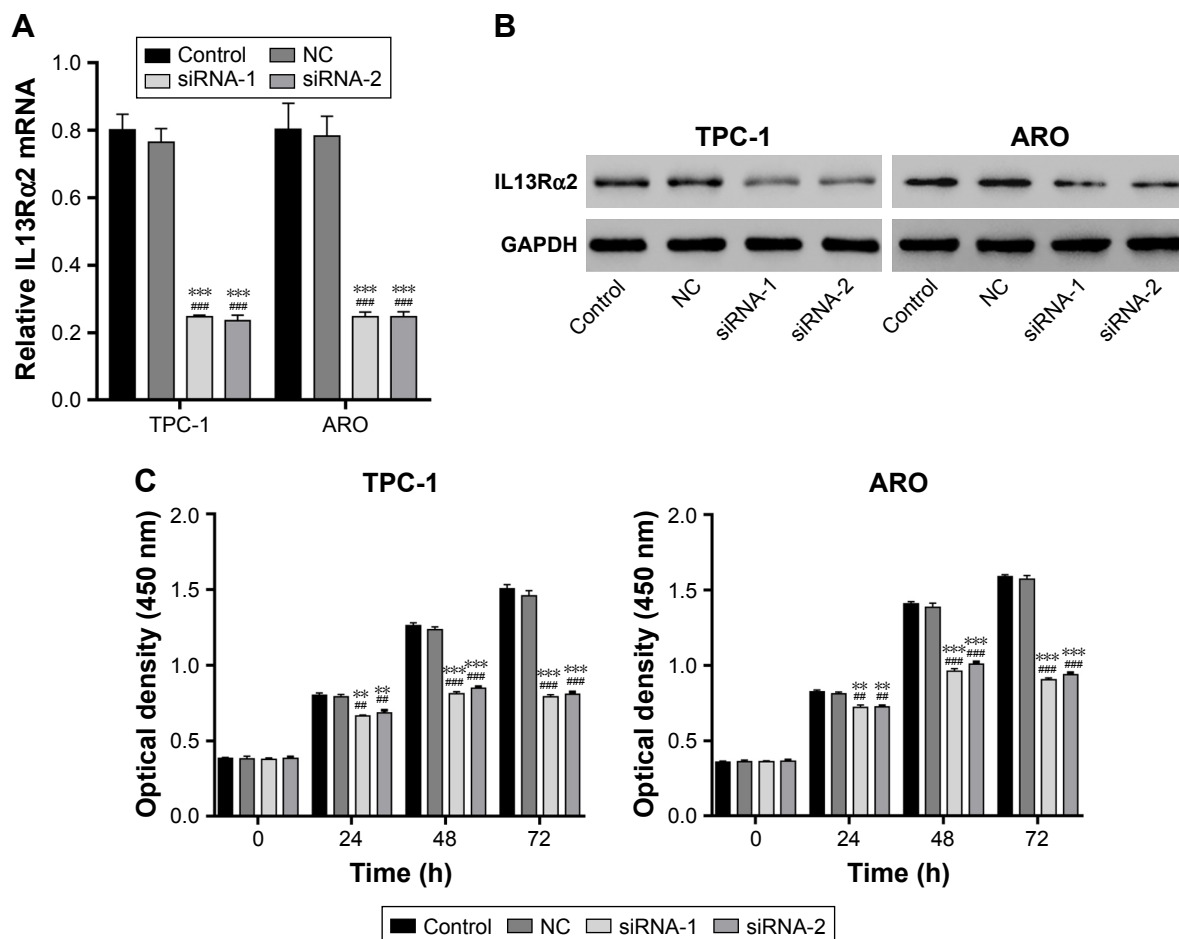 A
Control NC
siRNA-1 siRNA-2
Relative IL13Rα2 mRNA
1.0
0.8
0.6
0.4
0.2
0.0
*** *** *** ***
### ### ### ###
TPC-1 ARO
B
TPC-1 ARO
IL13Rα2
GAPDH
Control NC siRNA-1 siRNA-2 Control NC siRNA-1 siRNA-2
C
TPC-1
Optical density (450 nm)
2.0
1.5
1.0
0.5
0.0
** ** *** *** *** ***
## ## ### ### ### ###
0 24 48 72
Time (h)
ARO
Optical density (450 nm)
2.0
1.5
1.0
0.5
0.0
** ** *** *** *** ***
## ## ### ### ### ###
0 24 48 72
Time (h)
Control NC siRNA-1 siRNA-2